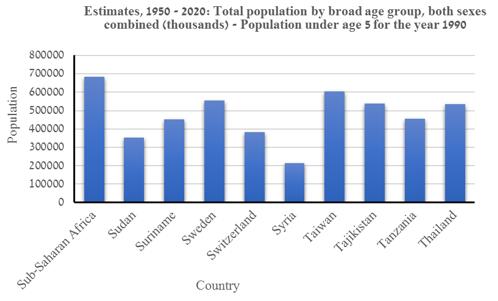 Estimates, 1950 - 2020: Total population by broad age group, both sexes
combined (thousands) - Population under age 5 for the year 1990
800000
700000
600000
500000
400000
300000
200000
100000
0
Population
Sub-Saharan Africa
Sudan
Suriname
Sweden
Switzerland
Syria
Taiwan
Tajikistan
Tanzania
Thailand
Country